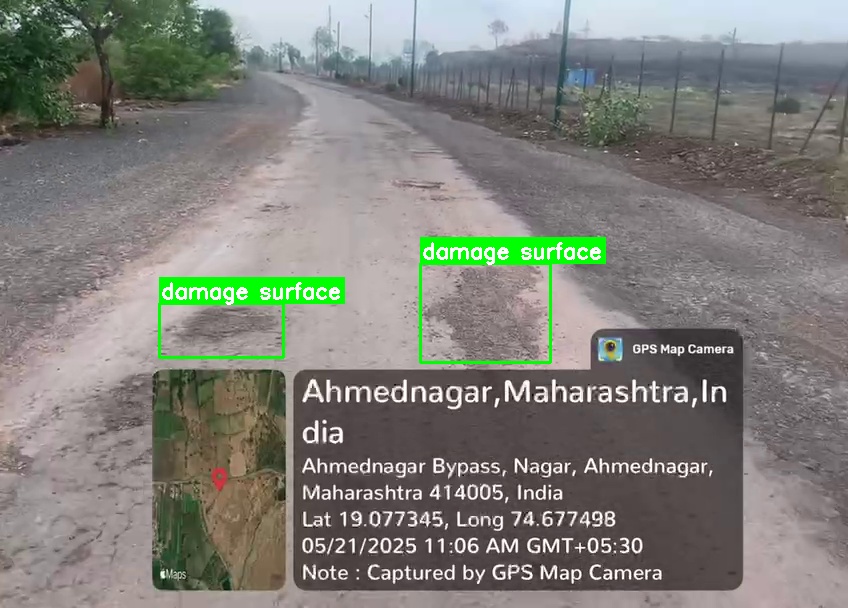 damage surface
damage surface
GPS Map Camera
Ahmednagar,Maharashtra,In
dia
Ahmednagar Bypass, Nagar, Ahmednagar,
Maharashtra 414005, India
Lat 19.077345, Long 74.677498
05/21/2025 11:06 AM GMT+05:30
Note : Captured by GPS Map Camera
Maps